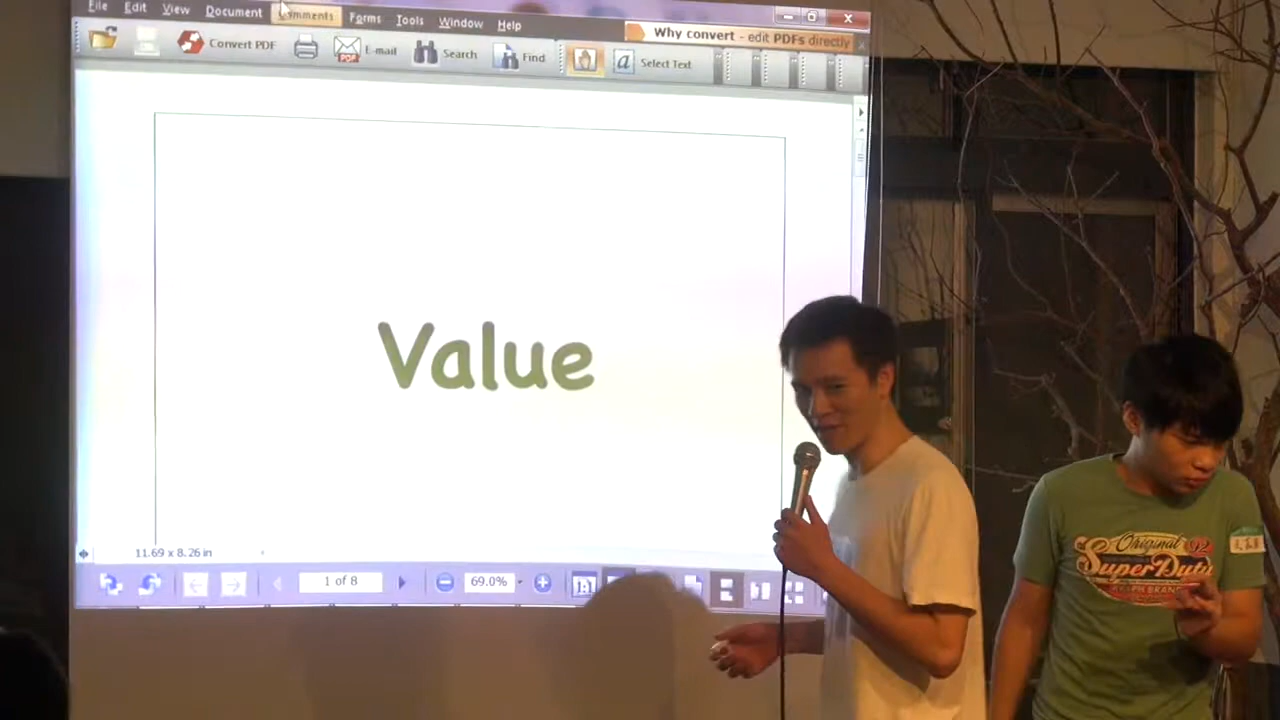 File Edit View Document Comments Forms Tools Window Help
Why convert - edit PDFs directly
Convert PDF E-mail Search Find Select Text
Value
11.69 x 8.26 in
1 of 8 69.0%
Original 92
SuperDuty